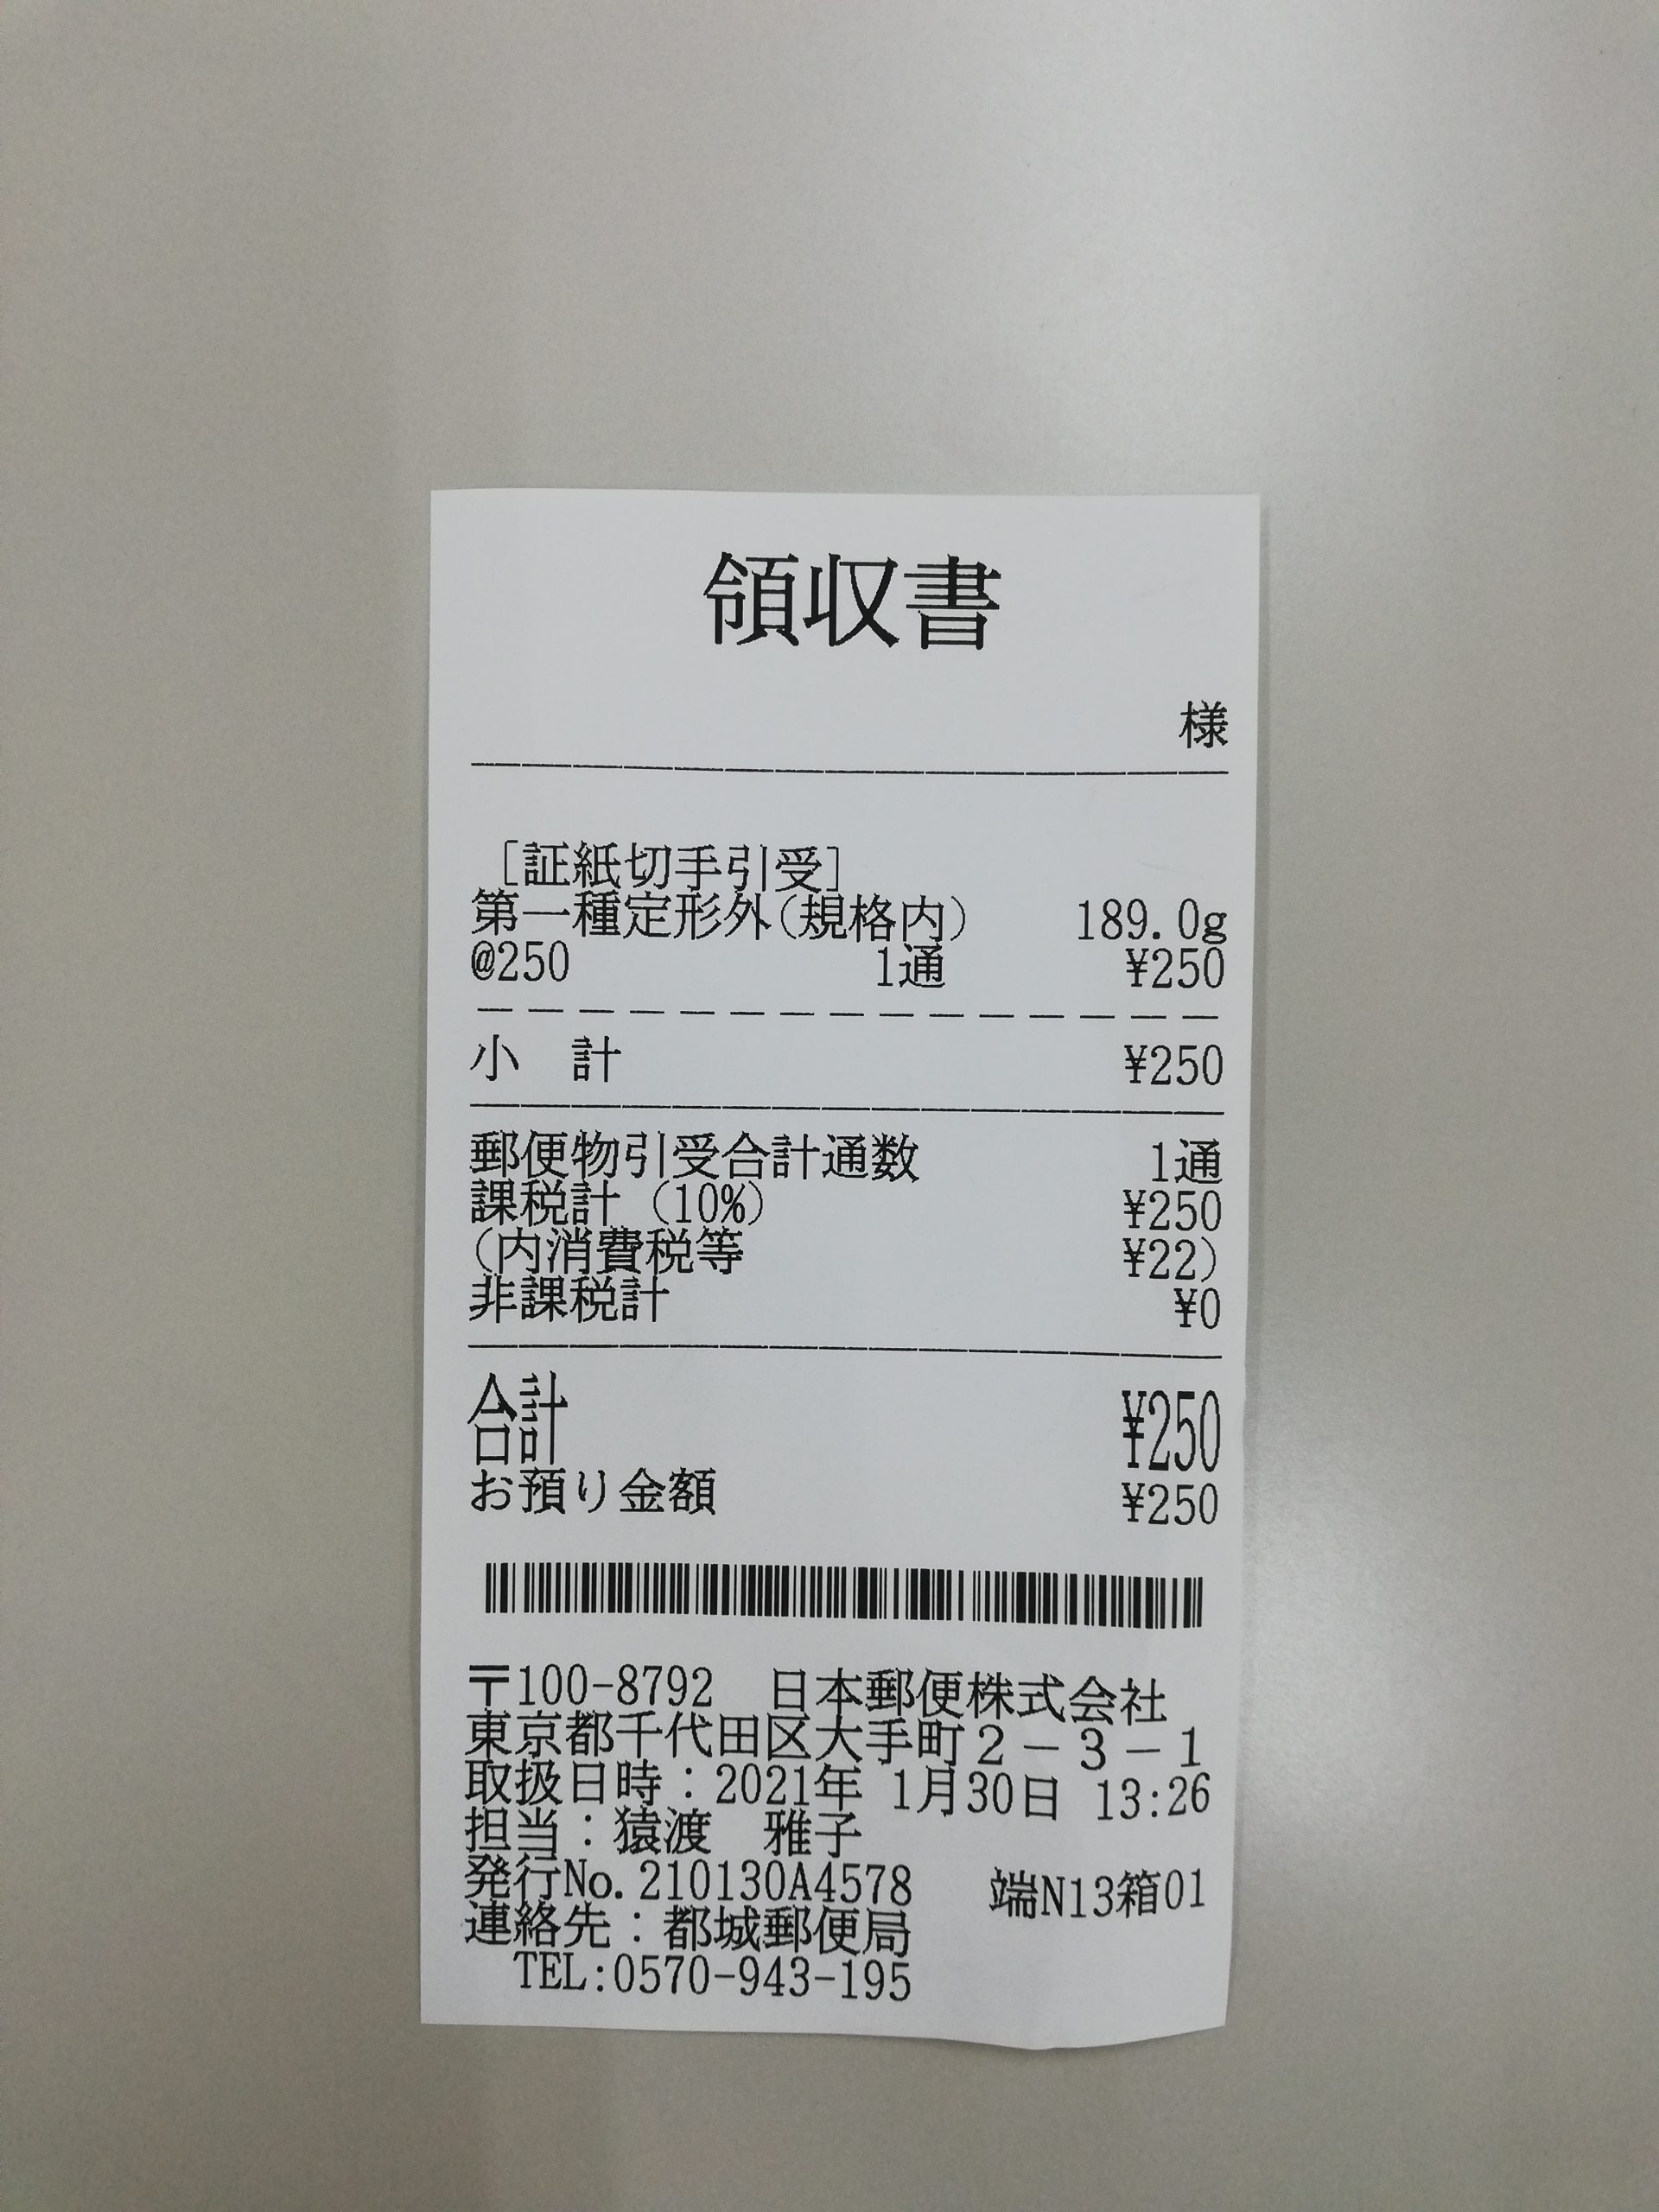 領収書
様
[証紙切手引受]
第一種定形外(規格内) 189.0g
@250 1通 ¥250
小 計 ¥250
郵便物引受合計通数 1通
課税計 (10%) ¥250
(内消費税等 ¥22)
非課税計 ¥0
合計 ¥250
お預り金額 ¥250
〒100-8792 日本郵便株式会社
東京都千代田区大手町2-3-1
取扱日時:2021年 1月30日 13:26
担当:猿渡 雅子
発行No.210130A4578 端N13箱01
連絡先:都城郵便局
TEL:0570-943-195